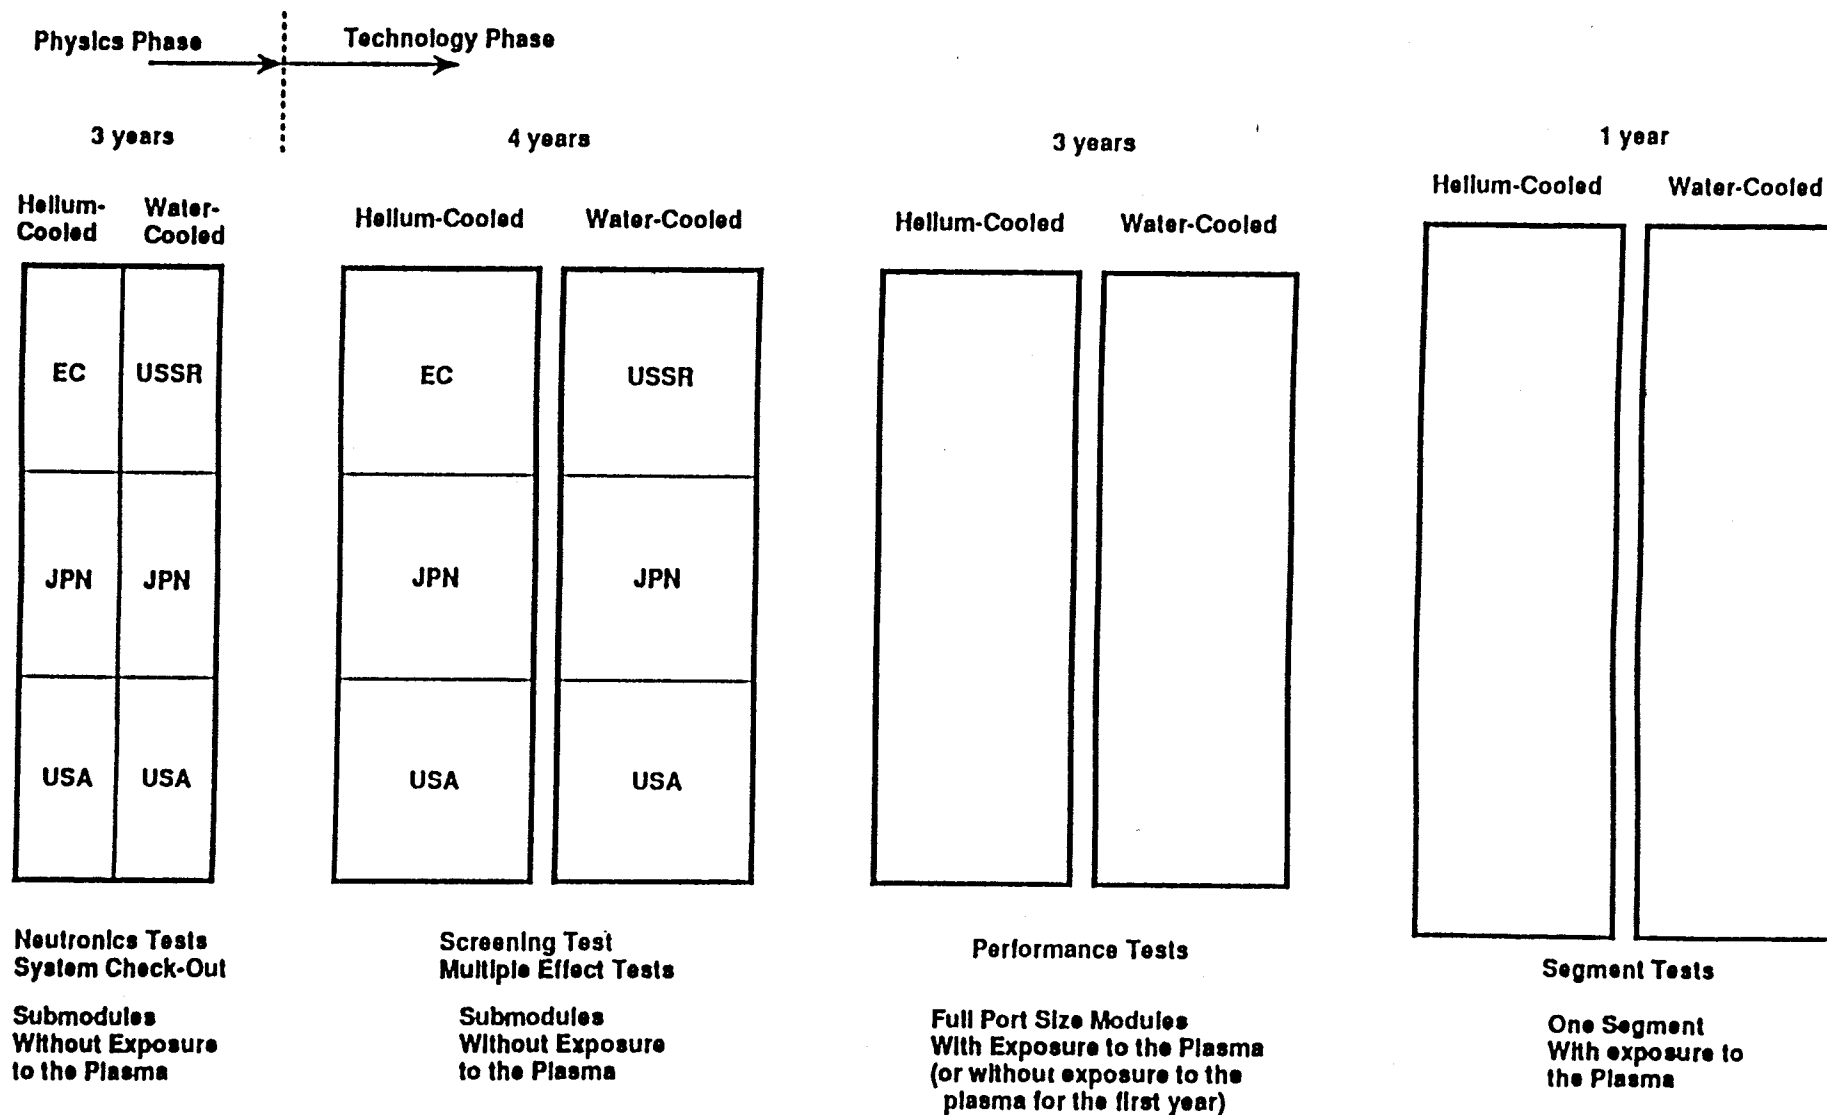 Physics Phase
Technology Phase
3 years
4 years
3 years
1 year
Helium-
Cooled
Water-
Cooled
Helium-Cooled
Water-Cooled
Helium-Cooled
Water-Cooled
Helium-Cooled
Water-Cooled
EC
USSR
EC
USSR
JPN
JPN
JPN
JPN
USA
USA
USA
USA
Neutronics Tests
System Check-Out
Submodules
Without Exposure
to the Plasma
Screening Test
Multiple Effect Tests
Submodules
Without Exposure
to the Plasma
Performance Tests
Full Port Size Modules
With Exposure to the Plasma
(or without exposure to the
plasma for the first year)
Segment Tests
One Segment
With exposure to
the Plasma